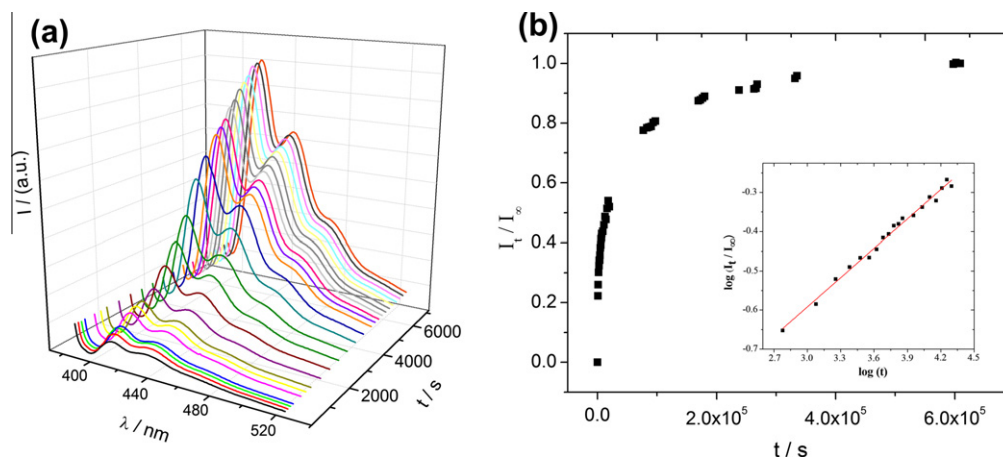 (a)
I / (a.u.)
400
440
480
520
λ / nm
2000
4000
6000
t / s
(b)
1.0
0.8
0.6
0.4
0.2
0.0
I_t / I_∞
0.0
2.0x10^5
4.0x10^5
6.0x10^5
t / s
-0.3
-0.4
-0.5
-0.6
-0.7
log (I_t / I_∞)
2.7
3.0
3.3
3.6
3.9
4.2
4.5
log (t)